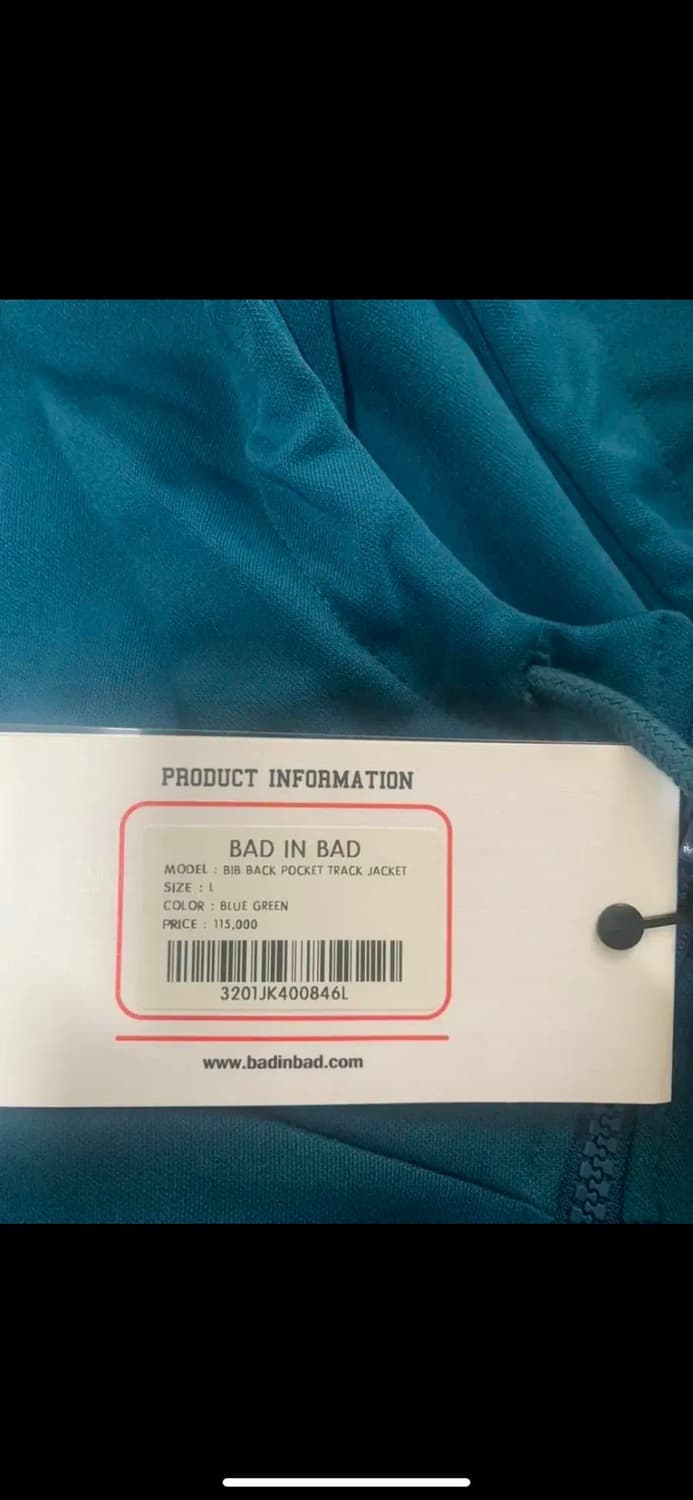 PRODUCT INFORMATION
BAD IN BAD
MODEL : BIB BACK POCKET TRACK JACKET
SIZE : L
COLOR : BLUE GREEN
PRICE : 115,000
3201JK400846L
www.badinbad.com